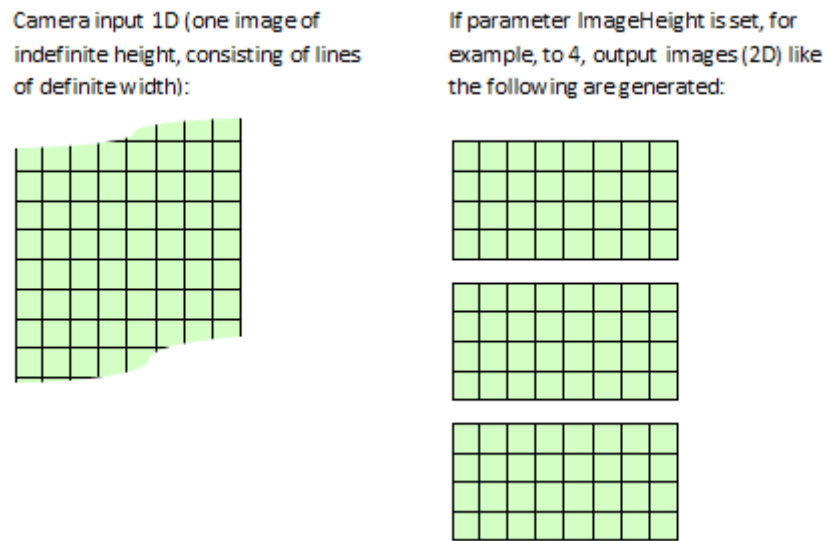 Camera input 1D (one image of
indefinite height, consisting of lines
of definite width):
If parameter ImageHeight is set, for
example, to 4, output images (2D) like
the following are generated: